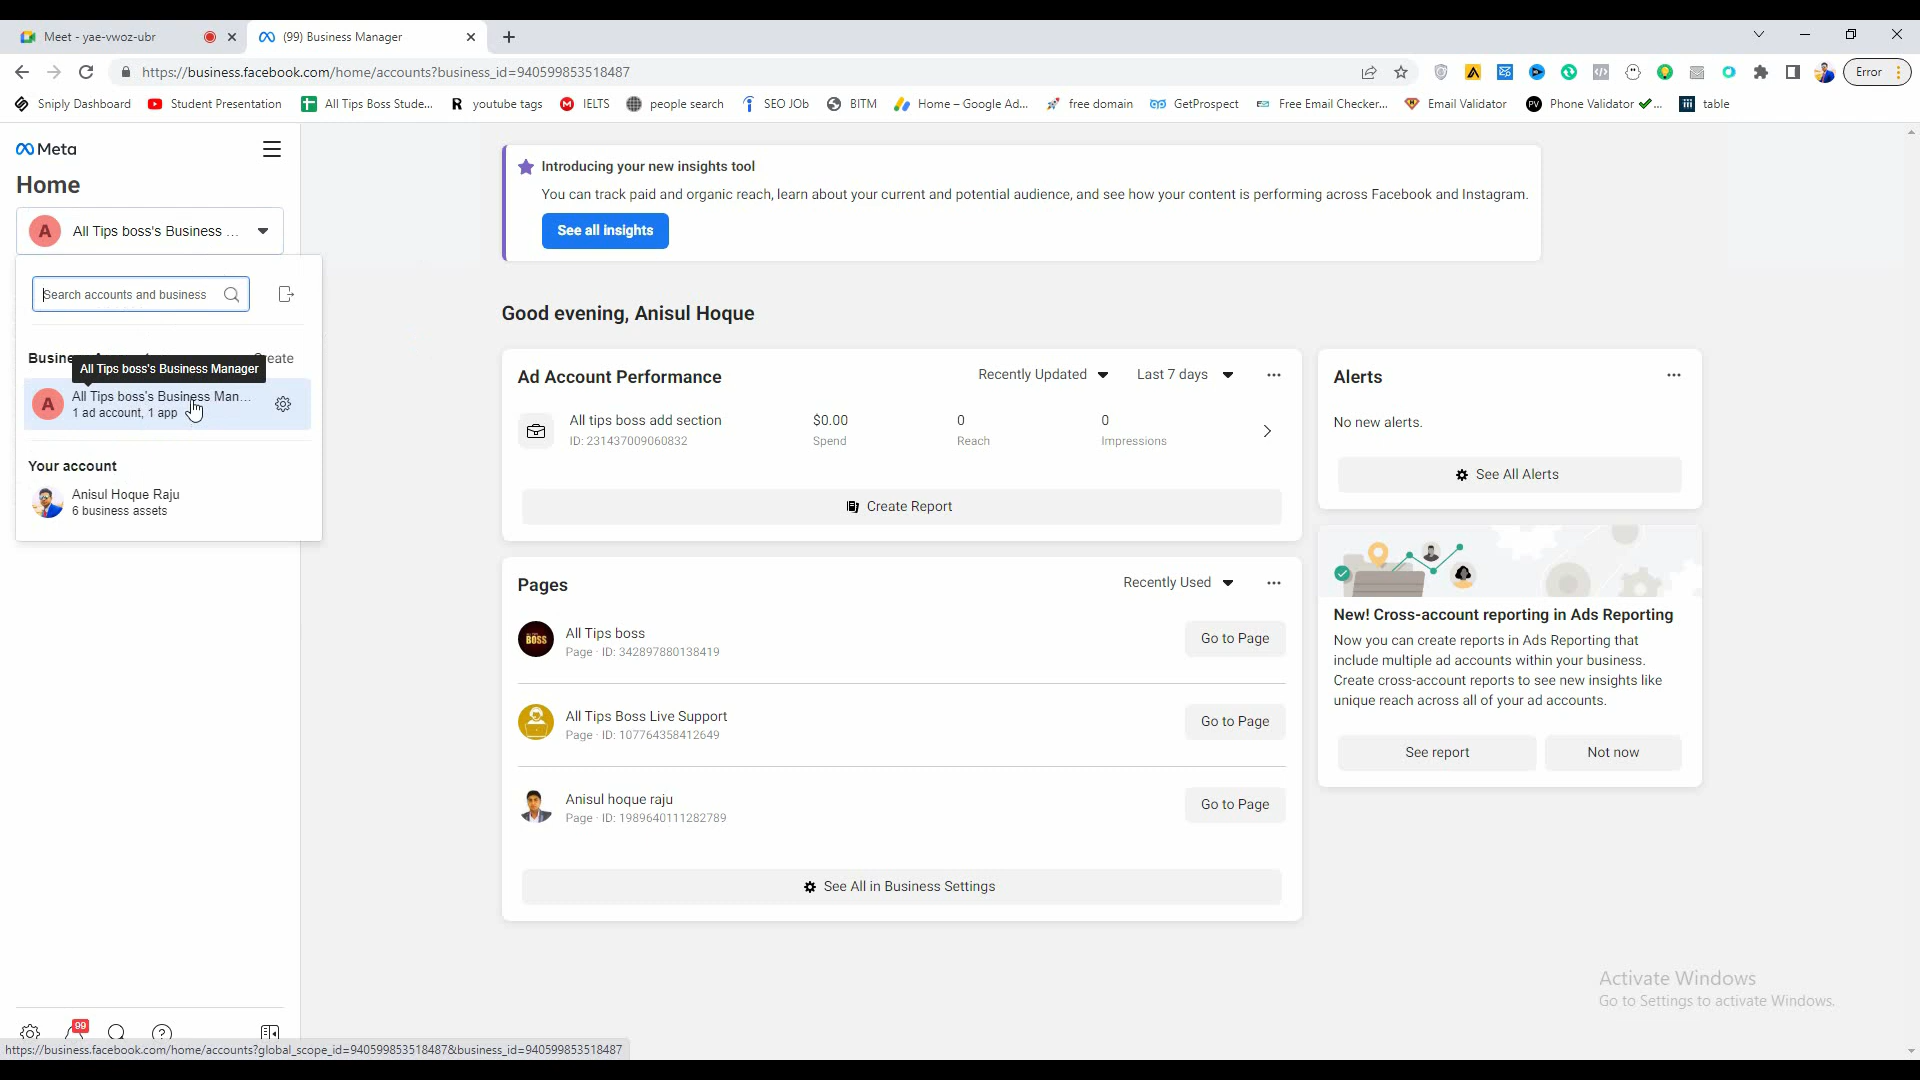 Meet - yae-vwoz-ubr
(99) Business Manager
https://business.facebook.com/home/accounts?business_id=940599853518487
Error
Sniply Dashboard
Student Presentation
All Tips Boss Stude...
R youtube tags
IELTS
people search
SEO JOb
BITM
Home – Google Ad...
free domain
GetProspect
Free Email Checker...
Email Validator
PV Phone Validator ✔...
table
Meta
Home
A All Tips boss's Business ...
Search accounts and business
Create
All Tips boss's Business Manager
A All Tips boss's Business Man...
1 ad account, 1 app
Your account
Anisul Hoque Raju
6 business assets
99
https://business.facebook.com/home/accounts?global_scope_id=940599853518487&business_id=940599853518487
Introducing your new insights tool
You can track paid and organic reach, learn about your current and potential audience, and see how your content is performing across Facebook and Instagram.
See all insights
Good evening, Anisul Hoque
Ad Account Performance
Recently Updated
Last 7 days
All tips boss add section
ID: 231437009060832
$0.00
Spend
0
Reach
0
Impressions
Create Report
Pages
Recently Used
BOSS
All Tips boss
Page · ID: 342897880138419
Go to Page
All Tips Boss Live Support
Page · ID: 107764358412649
Go to Page
Anisul hoque raju
Page · ID: 1989640111282789
Go to Page
See All in Business Settings
Alerts
No new alerts.
See All Alerts
New! Cross-account reporting in Ads Reporting
Now you can create reports in Ads Reporting that
include multiple ad accounts within your business.
Create cross-account reports to see new insights like
unique reach across all of your ad accounts.
See report
Not now
Activate Windows
Go to Settings to activate Windows.